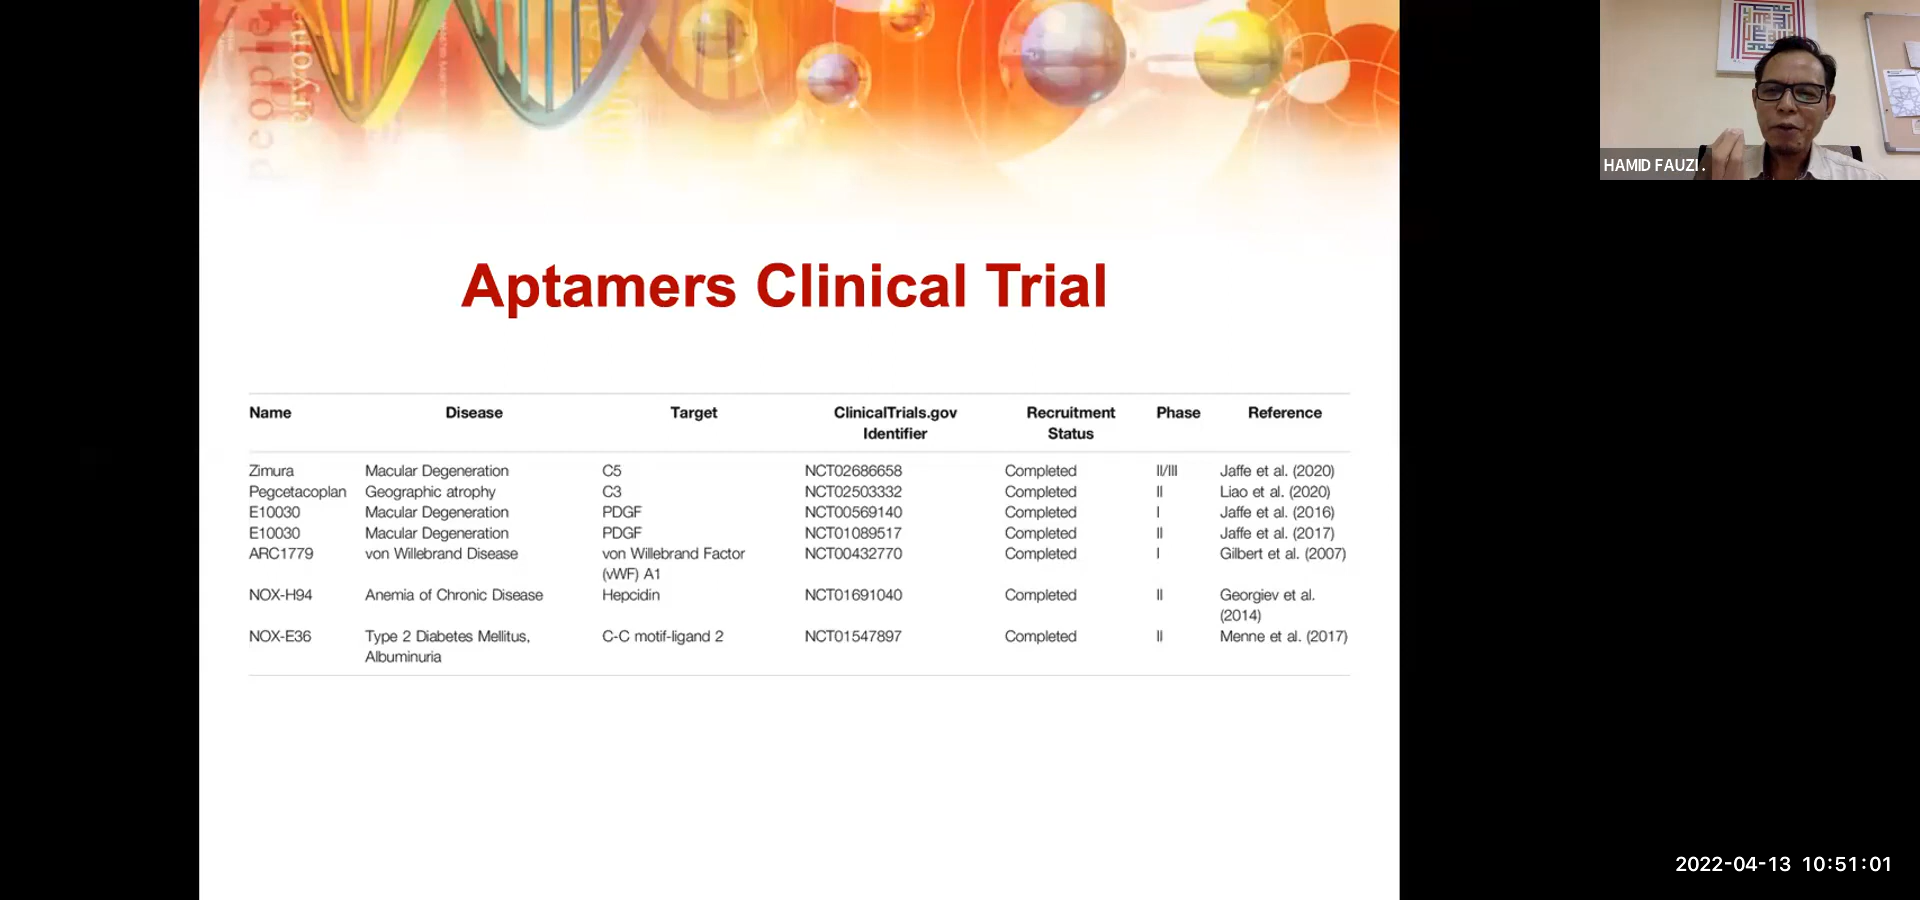 people
eryone
Aptamers Clinical Trial
Name Disease Target ClinicalTrials.gov Identifier Recruitment Status Phase Reference
Zimura Macular Degeneration C5 NCT02686658 Completed II/III Jaffe et al. (2020)
Pegcetacoplan Geographic atrophy C3 NCT02503332 Completed II Liao et al. (2020)
E10030 Macular Degeneration PDGF NCT00569140 Completed I Jaffe et al. (2016)
E10030 Macular Degeneration PDGF NCT01089517 Completed II Jaffe et al. (2017)
ARC1779 von Willebrand Disease von Willebrand Factor (vWF) A1 NCT00432770 Completed I Gilbert et al. (2007)
NOX-H94 Anemia of Chronic Disease Hepcidin NCT01691040 Completed II Georgiev et al. (2014)
NOX-E36 Type 2 Diabetes Mellitus, Albuminuria C-C motif-ligand 2 NCT01547897 Completed II Menne et al. (2017)
HAMID FAUZI .
2022-04-13 10:51:01